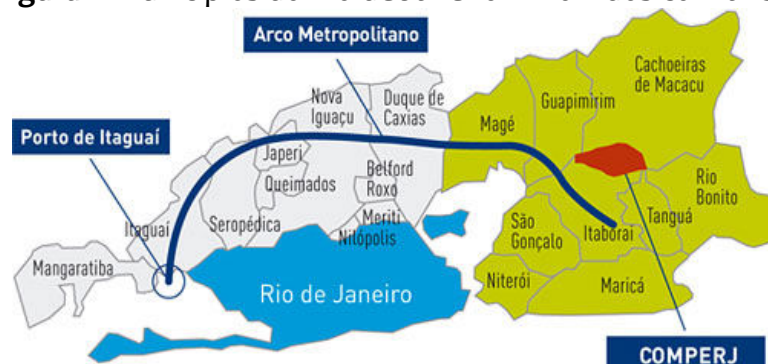 Arco Metropolitano
Cachoeiras
de Macacu
Nova
Iguaçu
Duque de
Caxias
Guapimirim
Magé
Porto de Itaguaí
Japeri
Belford
Roxo
Queimados
Rio
Bonito
Itaguaí
Seropédica
Meriti
Nilópolis
São
Gonçalo
Itaboraí
Tanguá
Mangaratiba
Rio de Janeiro
Niterói
Maricá
COMPERJ